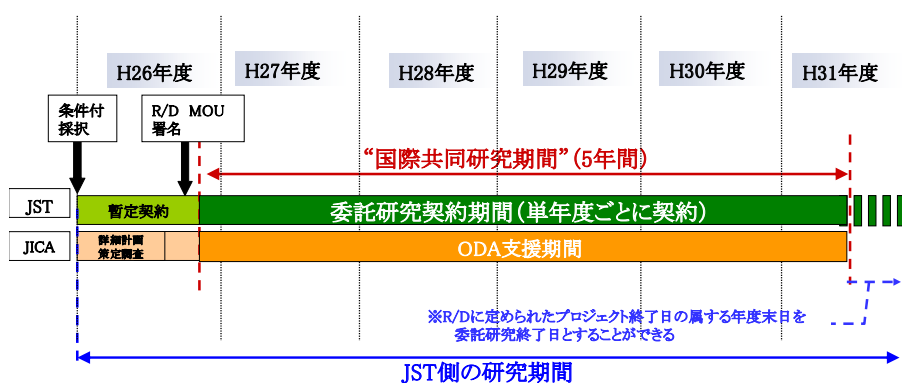 H26年度
H27年度
H28年度
H29年度
H30年度
H31年度
条件付
採択
R/D MOU
署名
“国際共同研究期間”(5年間)
JST
暫定契約
委託研究契約期間(単年度ごとに契約)
JICA
詳細計画
策定調査
ODA支援期間
※R/Dに定められたプロジェクト終了日の属する年度末日を
委託研究終了日とすることができる
JST側の研究期間